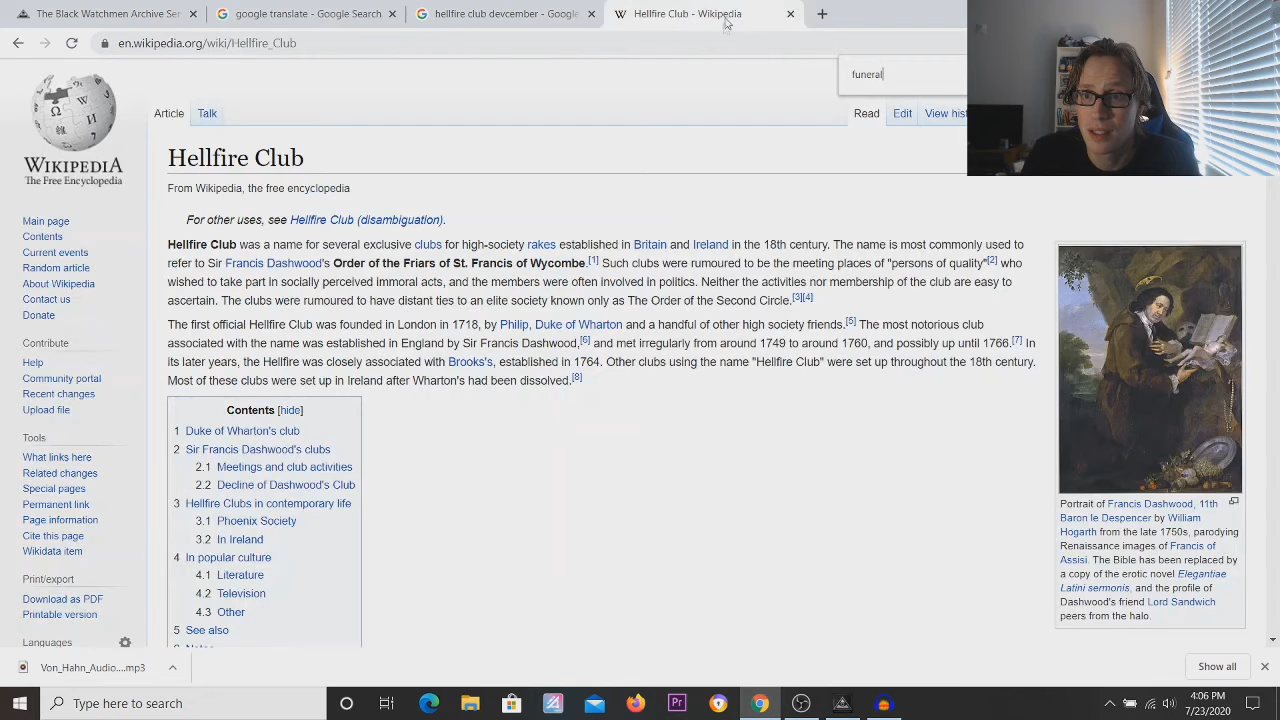 The Black Watchmen Archive Ser
google translate - Google Search
hellfire club devcember - Google
Hellfire Club - Wikipedia
en.wikipedia.org/wiki/Hellfire_Club
funeral
WIKIPEDIA
The Free Encyclopedia
Main page
Contents
Current events
Random article
About Wikipedia
Contact us
Donate
Contribute
Help
Community portal
Recent changes
Upload file
Tools
What links here
Related changes
Special pages
Permanent link
Page information
Cite this page
Wikidata item
Print/export
Download as PDF
Printable version
Languages
Article Talk
Read Edit View hist
Hellfire Club
From Wikipedia, the free encyclopedia
For other uses, see Hellfire Club (disambiguation).
Hellfire Club was a name for several exclusive clubs for high-society rakes established in Britain and Ireland in the 18th century. The name is most commonly used to
refer to Sir Francis Dashwood's Order of the Friars of St. Francis of Wycombe.[1] Such clubs were rumoured to be the meeting places of "persons of quality"[2] who
wished to take part in socially perceived immoral acts, and the members were often involved in politics. Neither the activities nor membership of the club are easy to
ascertain. The clubs were rumoured to have distant ties to an elite society known only as The Order of the Second Circle.[3][4]
The first official Hellfire Club was founded in London in 1718, by Philip, Duke of Wharton and a handful of other high society friends.[5] The most notorious club
associated with the name was established in England by Sir Francis Dashwood,[6] and met irregularly from around 1749 to around 1760, and possibly up until 1766.[7] In
its later years, the Hellfire was closely associated with Brooks's, established in 1764. Other clubs using the name "Hellfire Club" were set up throughout the 18th century.
Most of these clubs were set up in Ireland after Wharton's had been dissolved.[8]
Contents [hide]
1 Duke of Wharton's club
2 Sir Francis Dashwood's clubs
2.1 Meetings and club activities
2.2 Decline of Dashwood's Club
3 Hellfire Clubs in contemporary life
3.1 Phoenix Society
3.2 In Ireland
4 In popular culture
4.1 Literature
4.2 Television
4.3 Other
5 See also
Portrait of Francis Dashwood, 11th
Baron le Despencer by William
Hogarth from the late 1750s, parodying
Renaissance images of Francis of
Assisi. The Bible has been replaced by
a copy of the erotic novel Elegantiae
Latini sermonis, and the profile of
Dashwood's friend Lord Sandwich
peers from the halo.
Von_Hahn_Audio....mp3
Show all
Type here to search
Pr
4:06 PM
7/23/2020